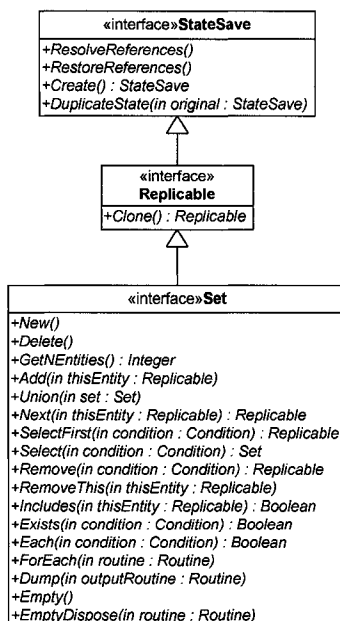 «interface»StateSave
+ResolveReferences()
+RestoreReferences()
+Create() : StateSave
+DuplicateState(in original : StateSave)
«interface»
Replicable
+Clone() : Replicable
«interface»Set
+New()
+Delete()
+GetNEntities() : Integer
+Add(in thisEntity : Replicable)
+Union(in set : Set)
+Next(in thisEntity : Replicable) : Replicable
+SelectFirst(in condition : Condition) : Replicable
+Select(in condition : Condition) : Set
+Remove(in condition : Condition) : Replicable
+RemoveThis(in thisEntity : Replicable)
+Includes(in thisEntity : Replicable) : Boolean
+Exists(in condition : Condition) : Boolean
+Each(in condition : Condition) : Boolean
+ForEach(in routine : Routine)
+Dump(in outputRoutine : Routine)
+Empty()
+EmptyDispose(in routine : Routine)